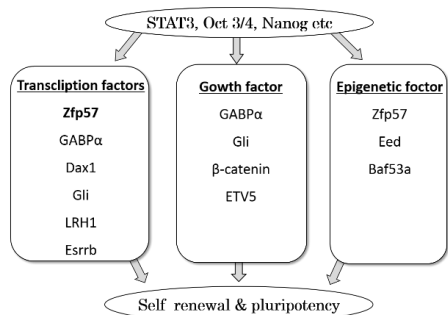 STAT3, Oct 3/4, Nanog etc
Transcliption factors
Zfp57
GABPα
Dax1
Gli
LRH1
Esrrb
Gowth factor
GABPα
Gli
β-catenin
ETV5
Epigenetic foctor
Zfp57
Eed
Baf53a
Self renewal & pluripotency